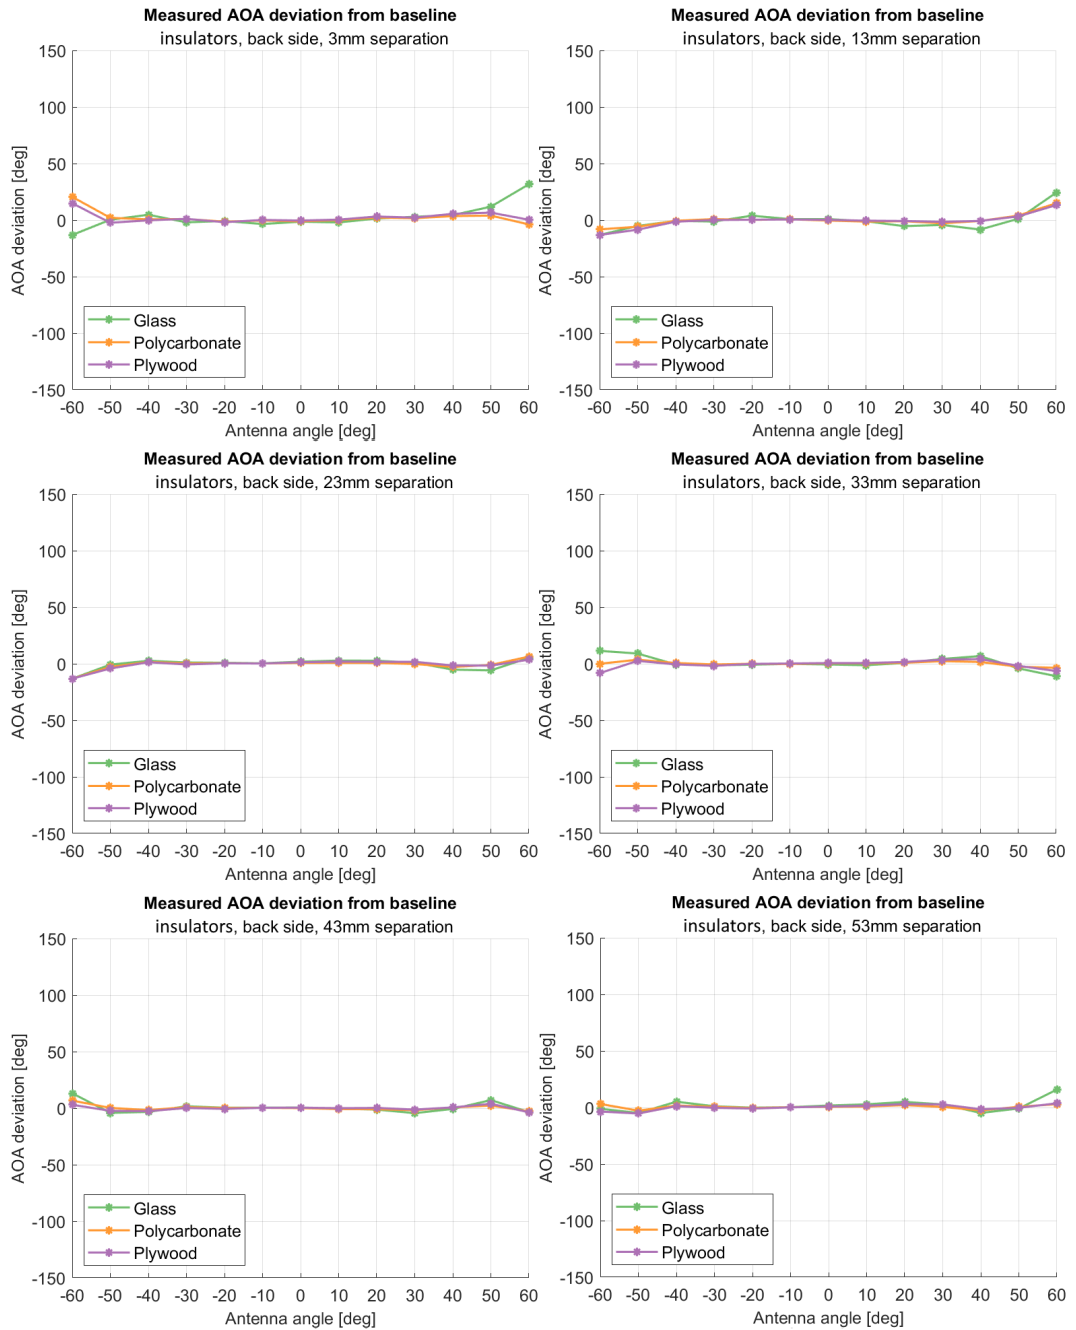 Measured AOA deviation from baseline
insulators, back side, 3mm separation
150
100
50
0
-50
-100
-150
AOA deviation [deg]
Glass
Polycarbonate
Plywood
-60 -50 -40 -30 -20 -10 0 10 20 30 40 50 60
Antenna angle [deg]
Measured AOA deviation from baseline
insulators, back side, 13mm separation
150
100
50
0
-50
-100
-150
AOA deviation [deg]
Glass
Polycarbonate
Plywood
-60 -50 -40 -30 -20 -10 0 10 20 30 40 50 60
Antenna angle [deg]
Measured AOA deviation from baseline
insulators, back side, 23mm separation
150
100
50
0
-50
-100
-150
AOA deviation [deg]
Glass
Polycarbonate
Plywood
-60 -50 -40 -30 -20 -10 0 10 20 30 40 50 60
Antenna angle [deg]
Measured AOA deviation from baseline
insulators, back side, 33mm separation
150
100
50
0
-50
-100
-150
AOA deviation [deg]
Glass
Polycarbonate
Plywood
-60 -50 -40 -30 -20 -10 0 10 20 30 40 50 60
Antenna angle [deg]
Measured AOA deviation from baseline
insulators, back side, 43mm separation
150
100
50
0
-50
-100
-150
AOA deviation [deg]
Glass
Polycarbonate
Plywood
-60 -50 -40 -30 -20 -10 0 10 20 30 40 50 60
Antenna angle [deg]
Measured AOA deviation from baseline
insulators, back side, 53mm separation
150
100
50
0
-50
-100
-150
AOA deviation [deg]
Glass
Polycarbonate
Plywood
-60 -50 -40 -30 -20 -10 0 10 20 30 40 50 60
Antenna angle [deg]